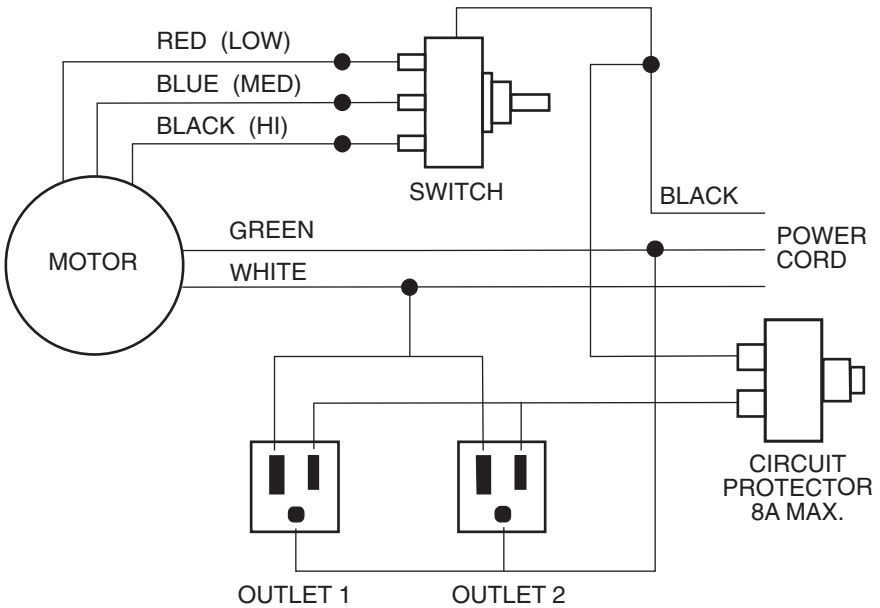 RED (LOW)
BLUE (MED)
BLACK (HI)
SWITCH
BLACK
GREEN
MOTOR
WHITE
POWER
CORD
CIRCUIT
PROTECTOR
8A MAX.
OUTLET 1
OUTLET 2